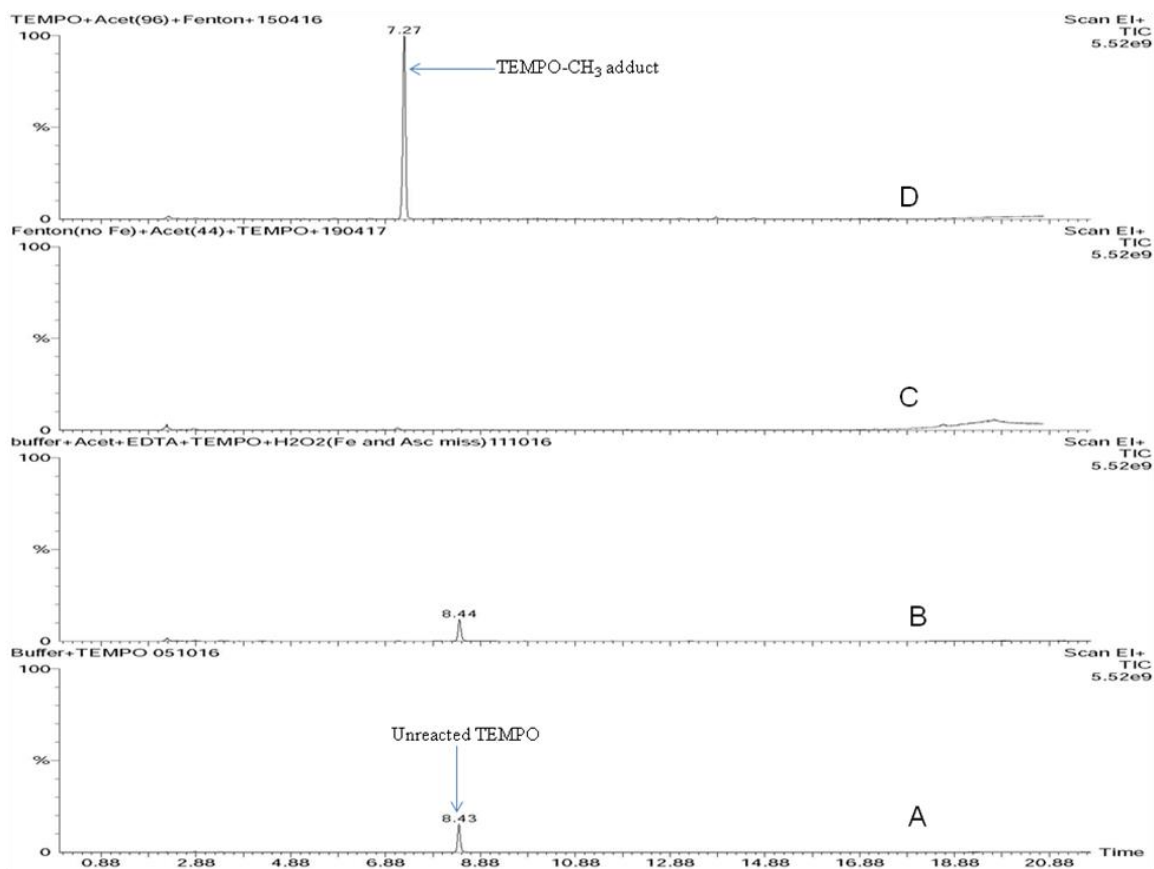 TEMPO+Acet(96)+Fenton+150416
Scan EI+
TIC
5.52e9
100
7.27
TEMPO-CH3 adduct
%
D
0
Fenton(no Fe)+Acet(44)+TEMPO+190417
Scan EI+
TIC
5.52e9
100
%
C
0
buffer+Acet+EDTA+TEMPO+H2O2(Fe and Asc miss)111016
Scan EI+
TIC
5.52e9
100
%
8.44
B
0
Buffer+TEMPO 051016
Scan EI+
TIC
5.52e9
100
Unreacted TEMPO
%
8.43
A
0
Time
0.88 2.88 4.88 6.88 8.88 10.88 12.88 14.88 16.88 18.88 20.88